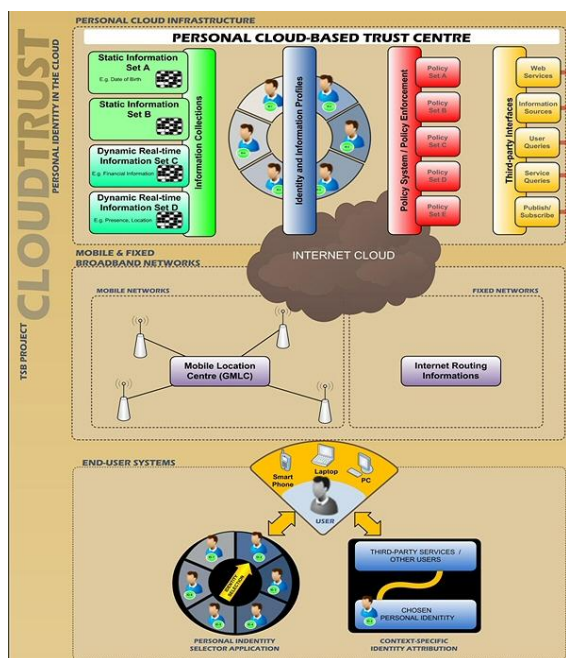 CLOUDTRUST
PERSONAL IDENTITY IN THE CLOUD
TSB PROJECT
PERSONAL CLOUD INFRASTRUCTURE
PERSONAL CLOUD-BASED TRUST CENTRE
Static Information
Set A
E.g. Date of Birth
Static Information
Set B
Dynamic Real-time
Information Set C
E.g. Financial Information
Dynamic Real-time
Information Set D
E.g. Presence, Location
Information Collections
Identity and Information Profiles
Policy System / Policy Enforcement
Policy
Set A
Policy
Set B
Policy
Set C
Policy
Set D
Policy
Set E
Third-party Interfaces
Web
Services
Information
Sources
User
Queries
Service
Queries
Publish/
Subscribe
INTERNET CLOUD
MOBILE & FIXED
BROADBAND NETWORKS
MOBILE NETWORKS
FIXED NETWORKS
Mobile Location
Centre (GMLC)
Internet Routing
Informations
END-USER SYSTEMS
Smart
Phone
Laptop
PC
USER
IDENTITY
SELECTION
PERSONAL INDENTITY
SELECTOR APPLICATION
THIRD-PARTY SERVICES /
OTHER USERS
CHOSEN
PERSONAL IDENITITY
CONTEXT-SPECIFIC
IDENTITY ATTRIBUTION